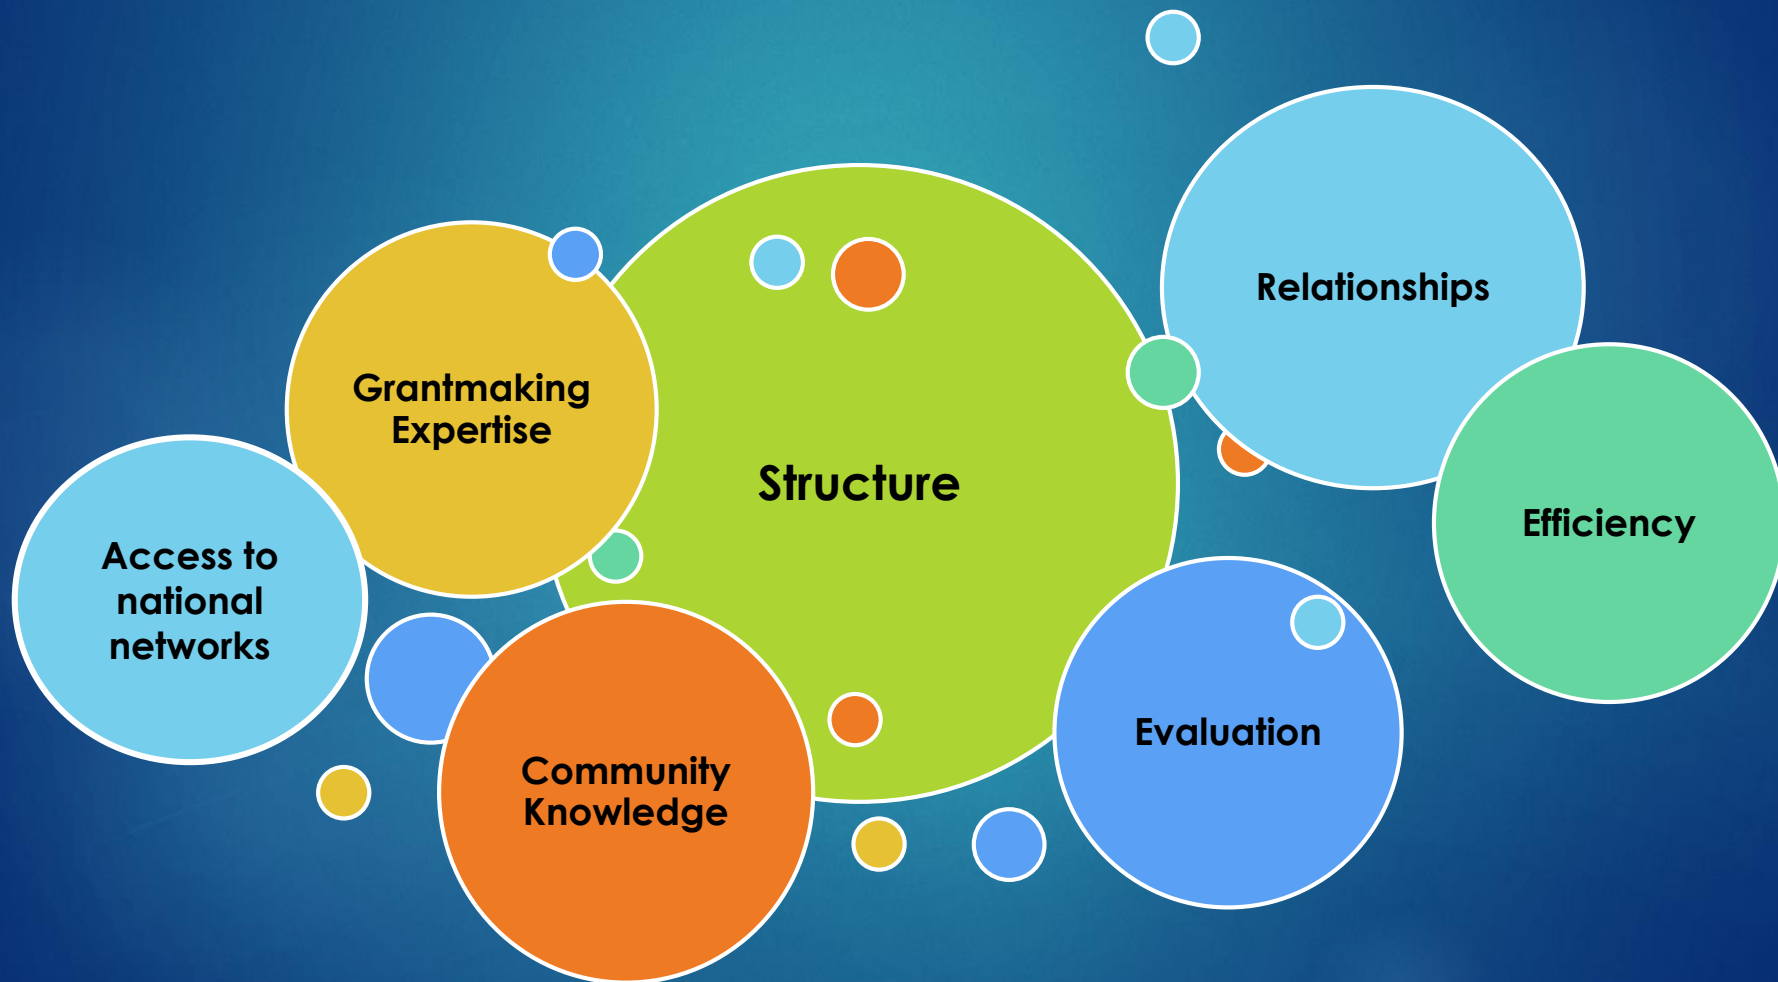 Relationships
Grantmaking
Expertise
Structure
Efficiency
Access to
national
networks
Evaluation
Community
Knowledge